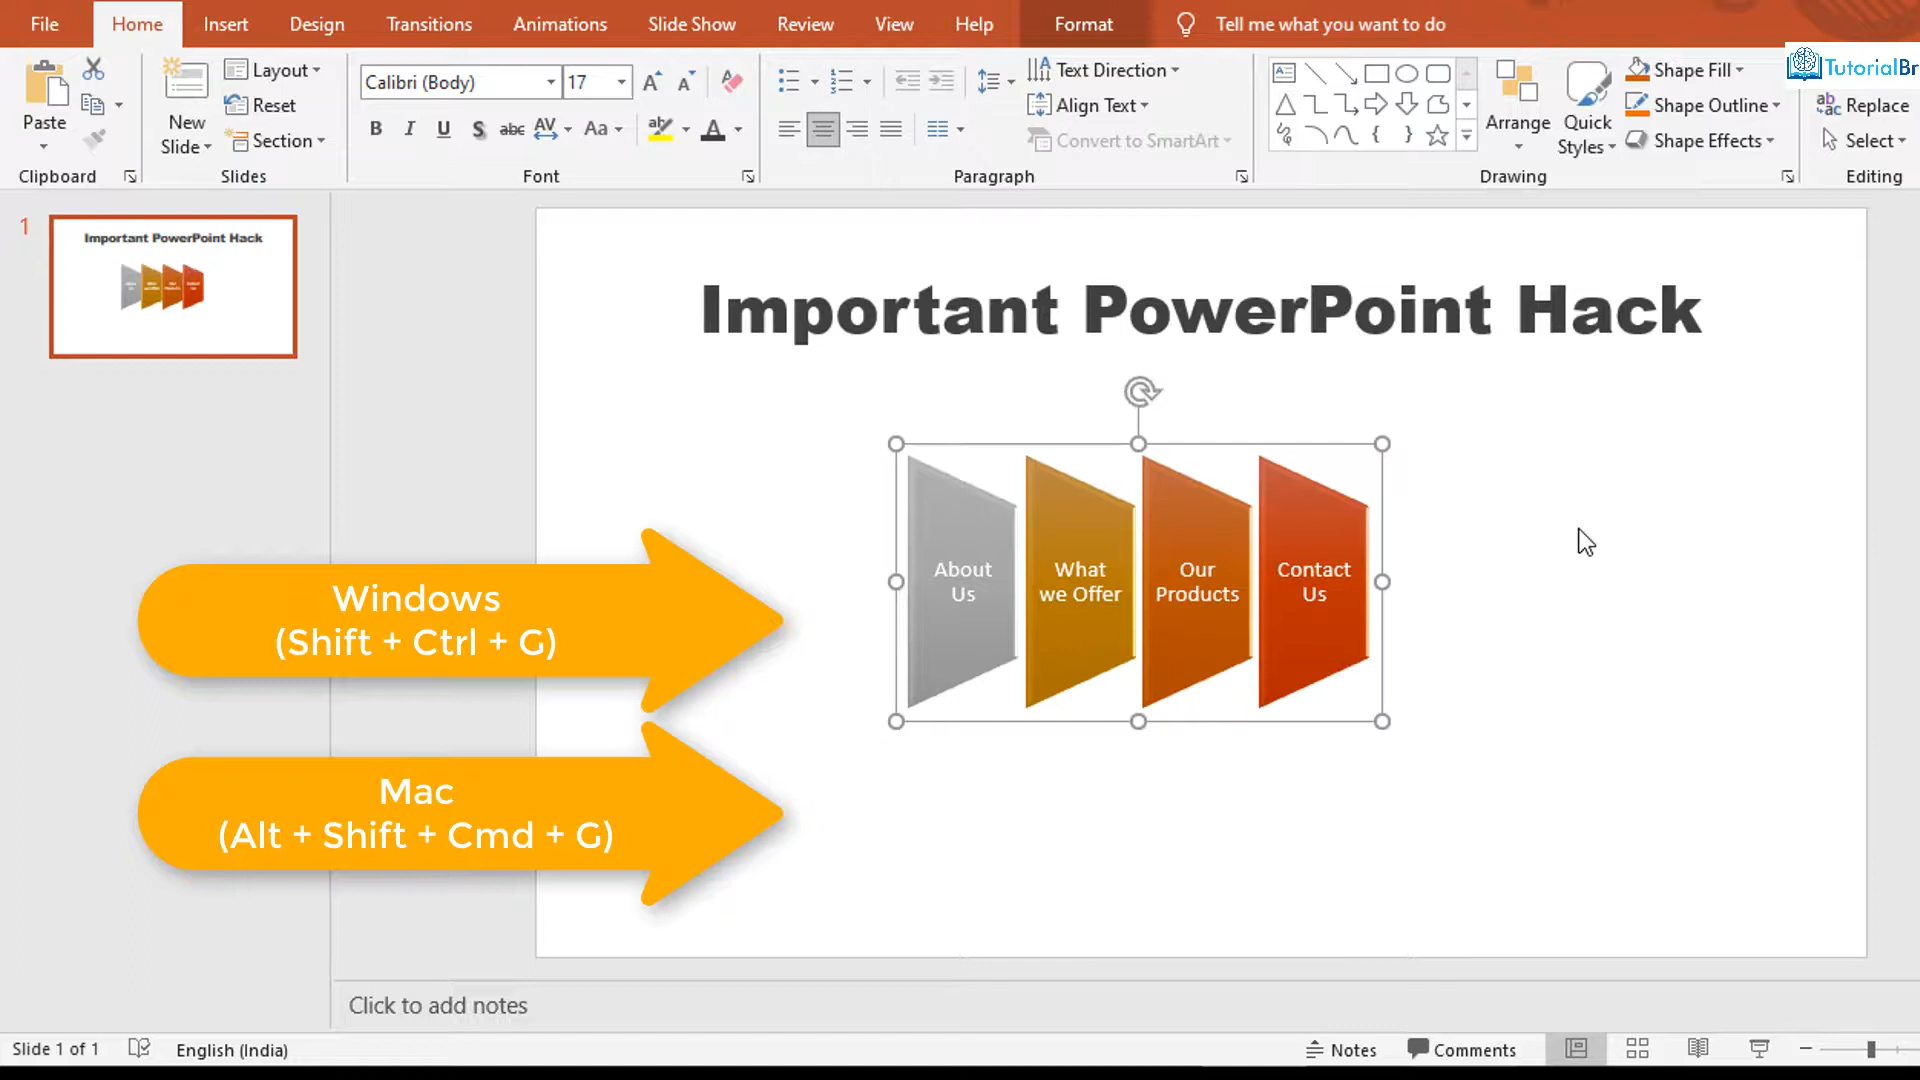 File Home Insert Design Transitions Animations Slide Show Review View Help Format Tell me what you want to do
TutorialBr
Paste
Clipboard
New
Slide
Layout
Reset
Section
Slides
Calibri (Body) 17
B I U S abc AV Aa A
Font
Text Direction
Align Text
Convert to SmartArt
Paragraph
Arrange
Quick
Styles
Shape Fill
Shape Outline
Shape Effects
Drawing
Replace
Select
Editing
1
Important PowerPoint Hack
Important PowerPoint Hack
About
Us
What
we Offer
Our
Products
Contact
Us
Windows
(Shift + Ctrl + G)
Mac
(Alt + Shift + Cmd + G)
Click to add notes
Slide 1 of 1 English (India) Notes Comments